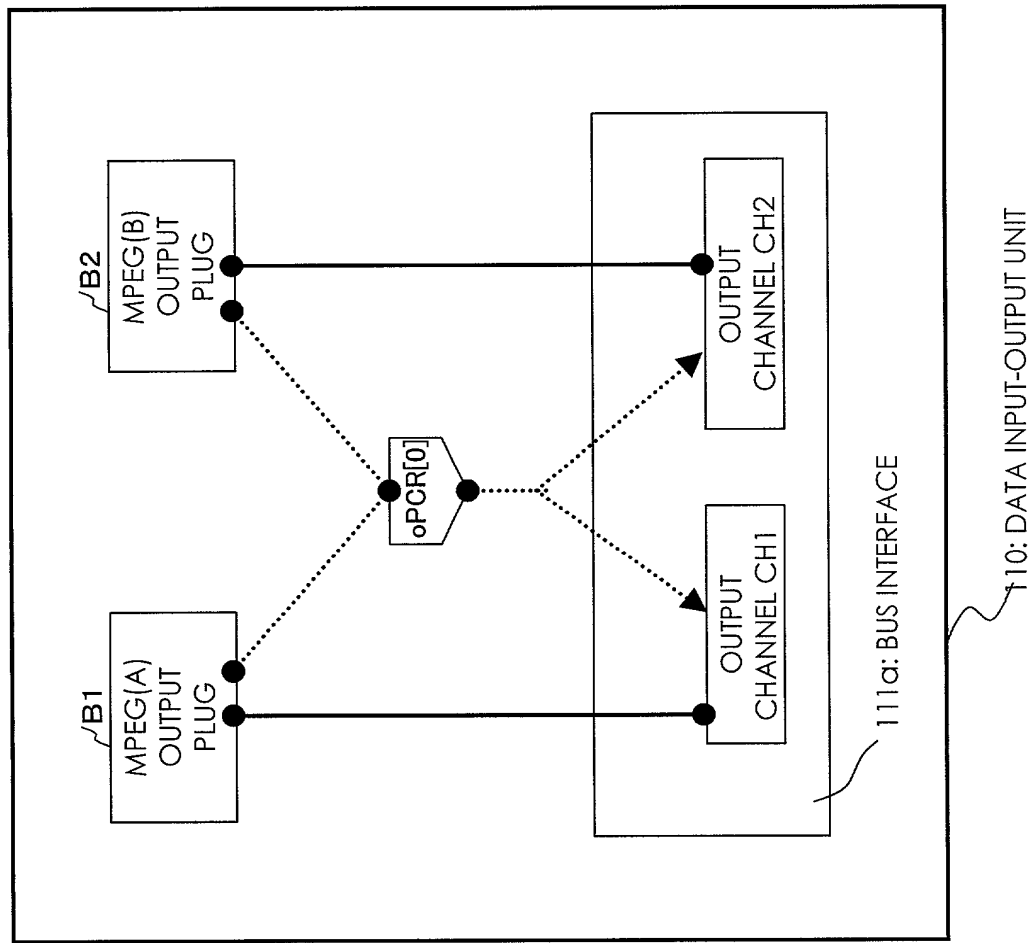 B1
MPEG(A)
OUTPUT
PLUG
B2
MPEG(B)
OUTPUT
PLUG
oPCR[0]
OUTPUT
CHANNEL CH1
OUTPUT
CHANNEL CH2
111a: BUS INTERFACE
110: DATA INPUT-OUTPUT UNIT